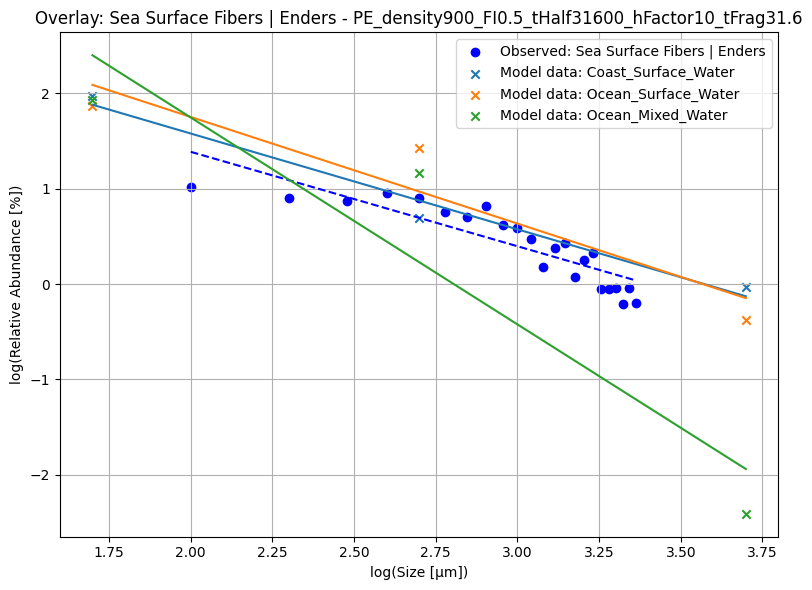 Overlay: Sea Surface Fibers | Enders - PE_density900_FI0.5_tHalf31600_hFactor10_tFrag31.6
Observed: Sea Surface Fibers | Enders
Model data: Coast_Surface_Water
Model data: Ocean_Surface_Water
Model data: Ocean_Mixed_Water
log(Relative Abundance [%])
2
1
0
−1
−2
1.75
2.00
2.25
2.50
2.75
3.00
3.25
3.50
3.75
log(Size [μm])